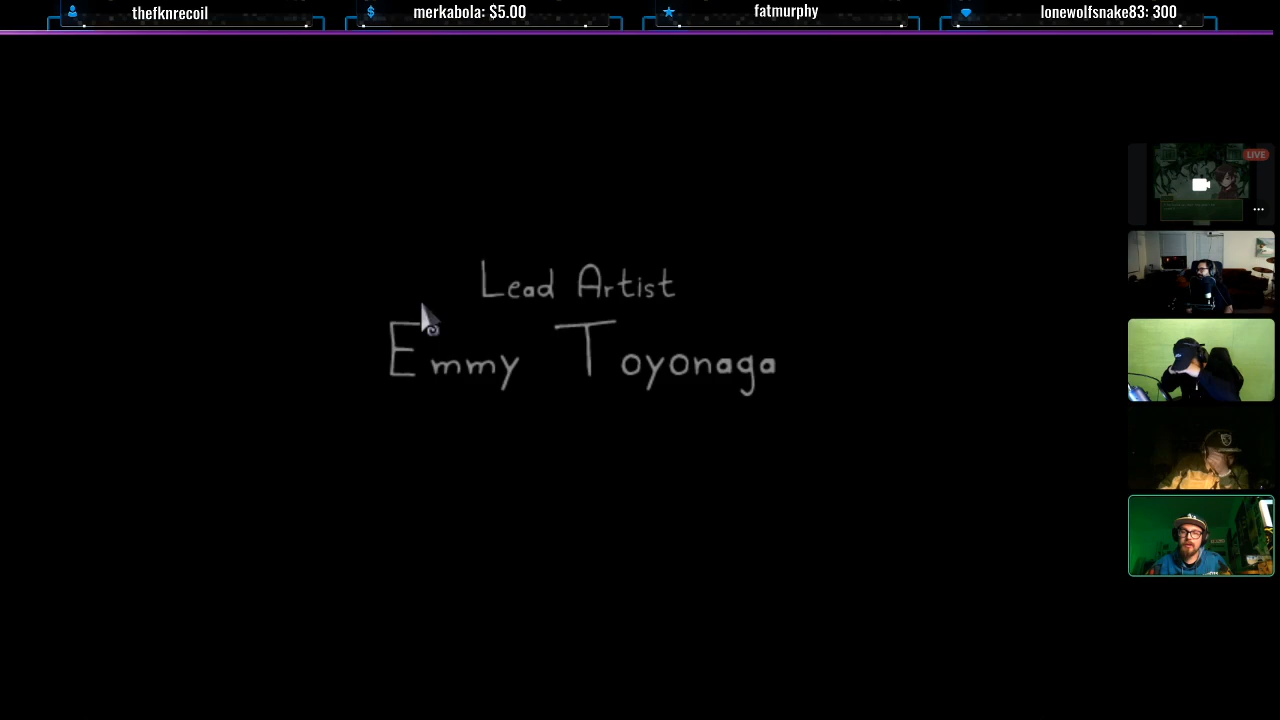 thefknrecoil
merkabola: $5.00
fatmurphy
lonewolfsnake83: 300
LIVE
Lead Artist
Emmy Toyonaga